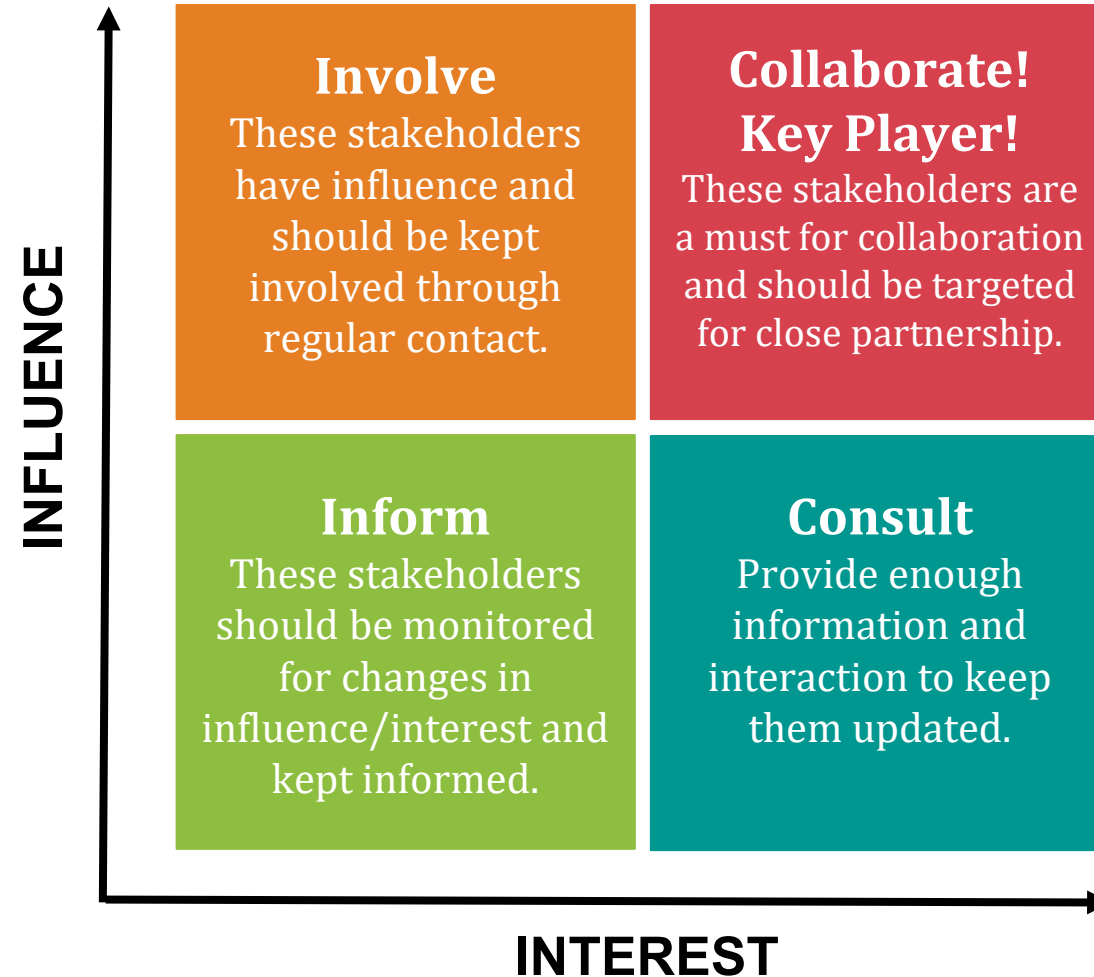 INFLUENCE
Involve
These stakeholders
have influence and
should be kept
involved through
regular contact.
Collaborate!
Key Player!
These stakeholders are
a must for collaboration
and should be targeted
for close partnership.
Inform
These stakeholders
should be monitored
for changes in
influence/interest and
kept informed.
Consult
Provide enough
information and
interaction to keep
them updated.
INTEREST